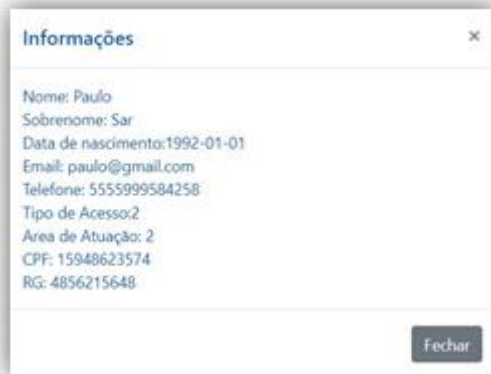 Informações ×
Nome: Paulo
Sobrenome: Sar
Data de nascimento:1992-01-01
Email: paulo@gmail.com
Telefone: 5555999584258
Tipo de Acesso:2
Area de Atuação: 2
CPF: 15948623574
RG: 4856215648
Fechar